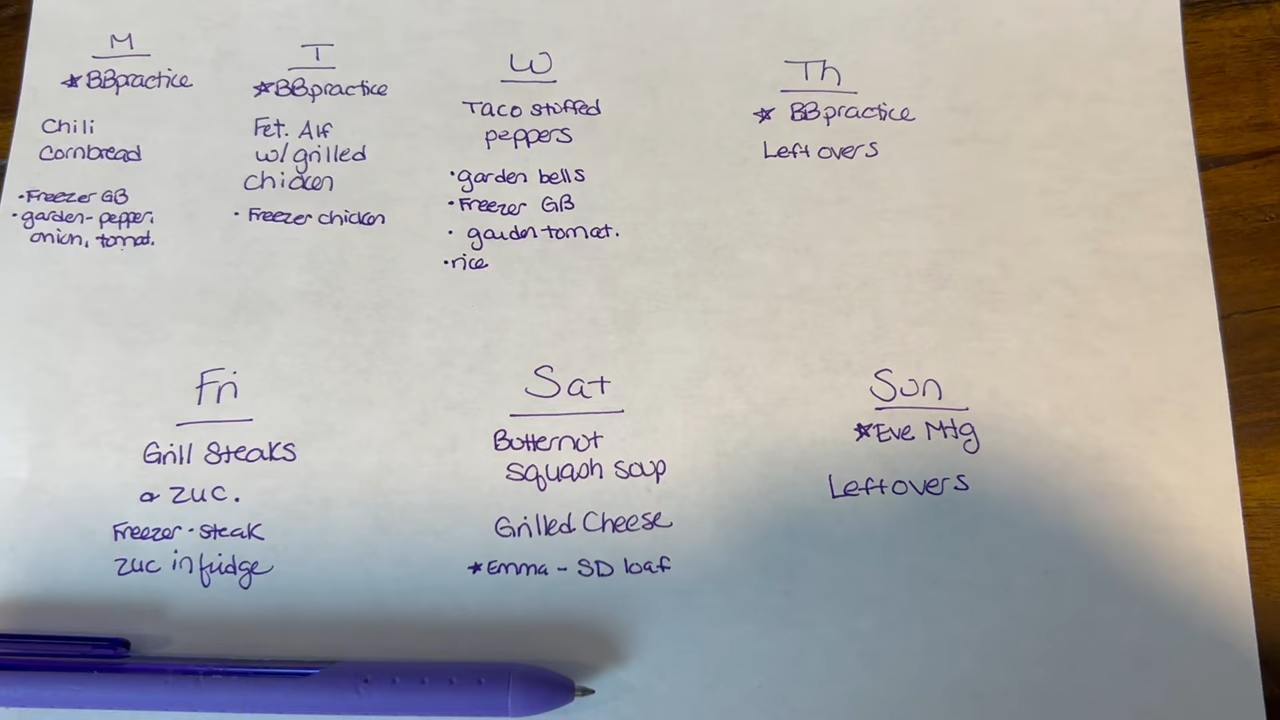 M
★BBpractice
Chili
Cornbread
•Freezer GB
•garden-pepper,
onion, tomat.
T
★BBpractice
Fet. Alf
w/grilled
chicken
• Freezer chicken
W
Taco stuffed
peppers
•garden bells
•Freezer GB
• garden tomat.
•rice
Th
★ BBpractice
Leftovers
Fri
Grill Steaks
& zuc.
Freezer - steak
zuc in fridge
Sat
Butternut
squash soup
Grilled Cheese
★Emma - SD loaf
Sun
★Eve Mtg
Leftovers